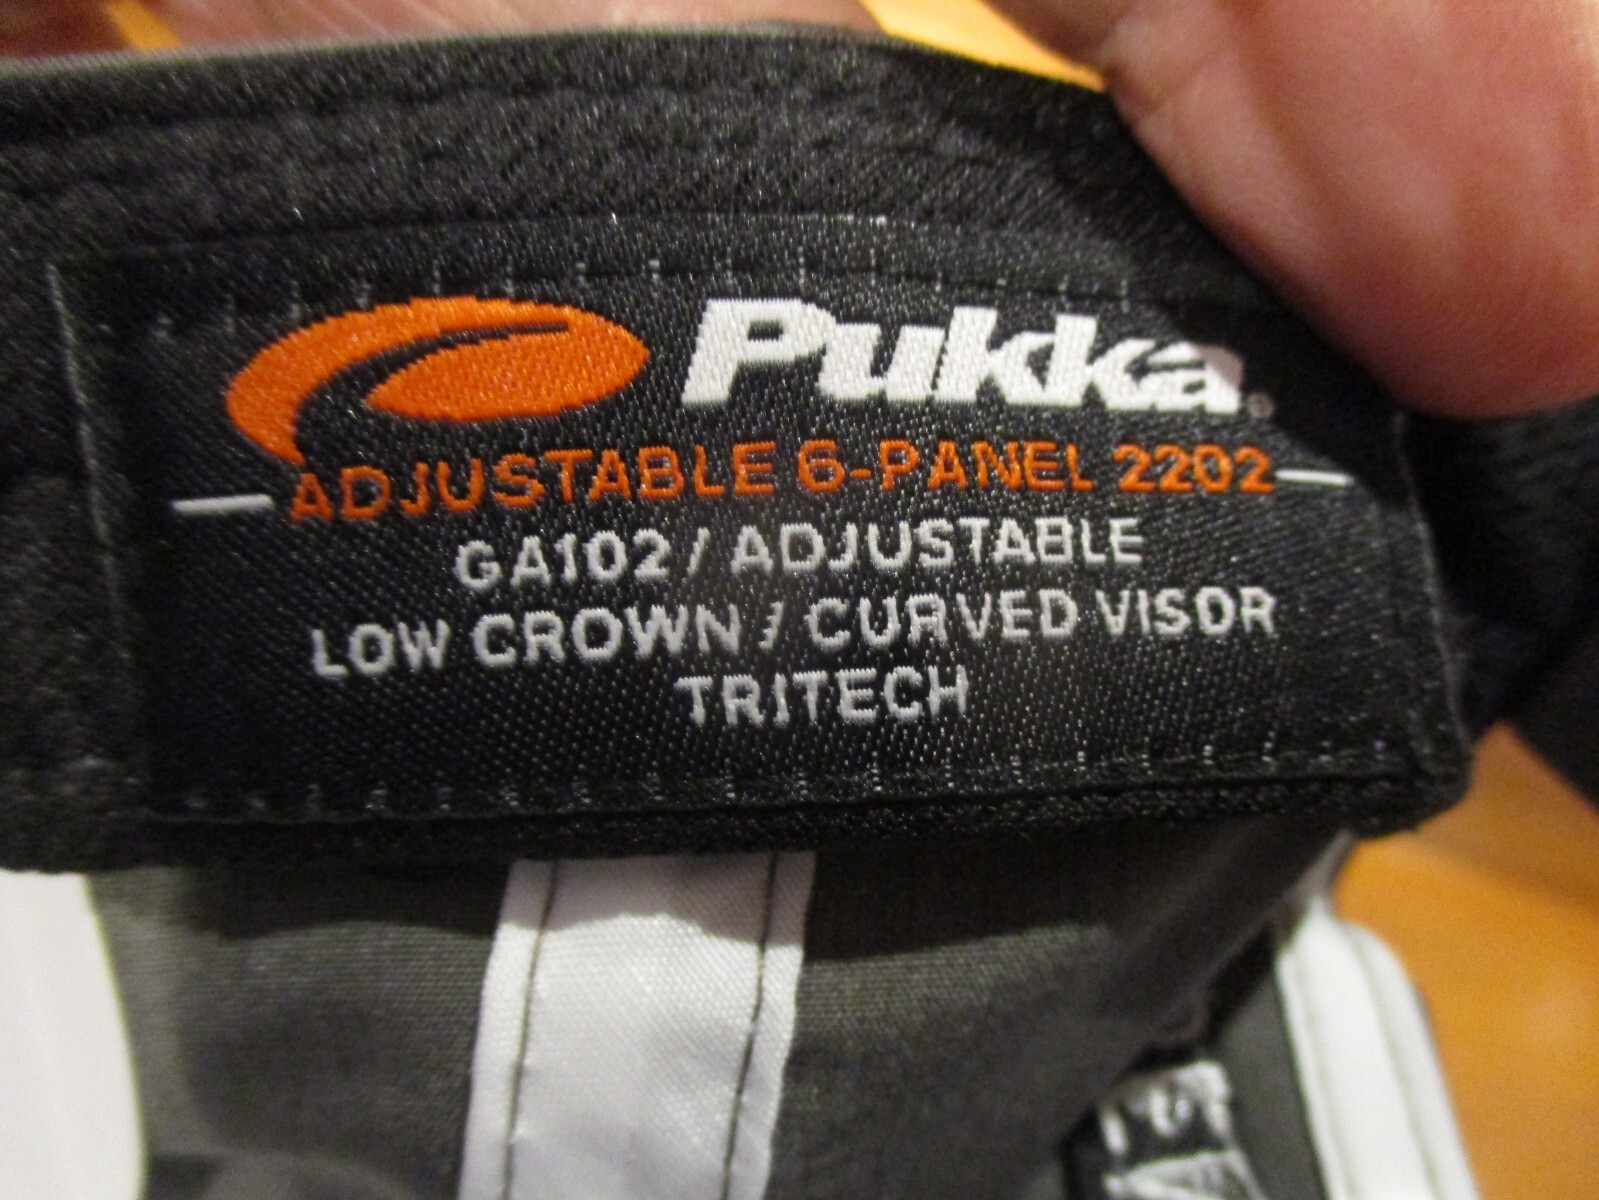 Pukka®
ADJUSTABLE 6-PANEL 2202
GA102 / ADJUSTABLE
LOW CROWN / CURVED VISOR
TRITECH